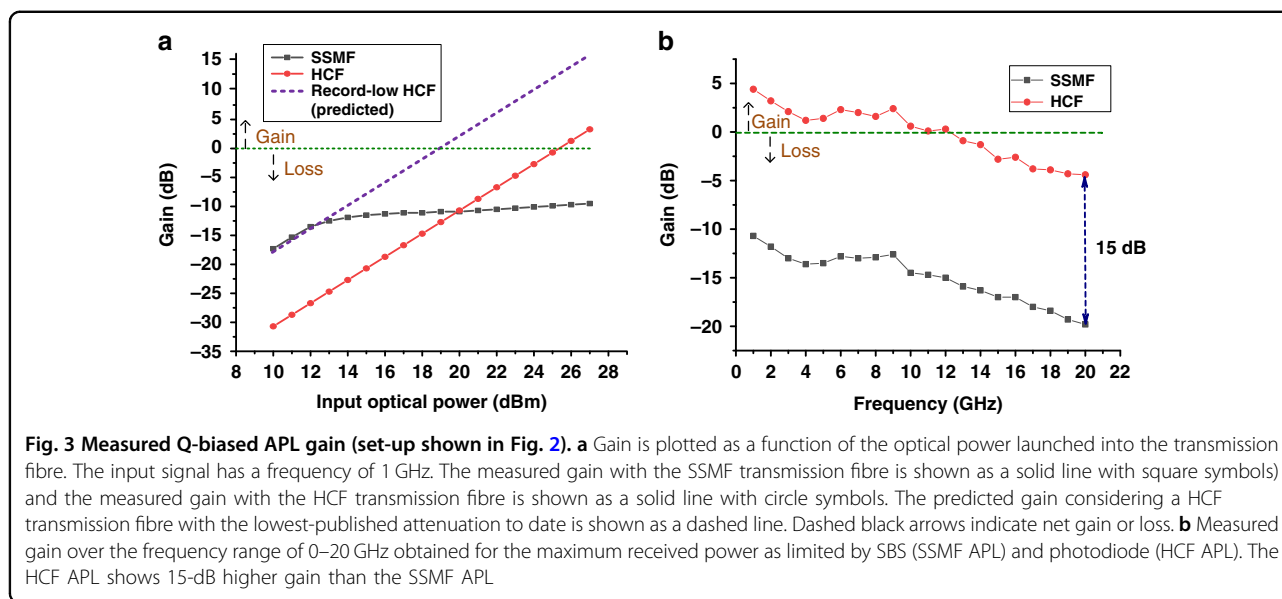 a
15
10
5
0
−5
−10
−15
−20
−25
−30
−35
Gain (dB)
SSMF
HCF
Record-low HCF
(predicted)
Gain
Loss
8 10 12 14 16 18 20 22 24 26 28
Input optical power (dBm)
b
5
0
−5
−10
−15
−20
Gain (dB)
SSMF
HCF
Gain
Loss
15 dB
0 2 4 6 8 10 12 14 16 18 20 22
Frequency (GHz)
Fig. 3 Measured Q-biased APL gain (set-up shown in Fig. 2). a Gain is plotted as a function of the optical power launched into the transmission
fibre. The input signal has a frequency of 1 GHz. The measured gain with the SSMF transmission fibre is shown as a solid line with square symbols)
and the measured gain with the HCF transmission fibre is shown as a solid line with circle symbols. The predicted gain considering a HCF
transmission fibre with the lowest-published attenuation to date is shown as a dashed line. Dashed black arrows indicate net gain or loss. b Measured
gain over the frequency range of 0–20 GHz obtained for the maximum received power as limited by SBS (SSMF APL) and photodiode (HCF APL). The
HCF APL shows 15-dB higher gain than the SSMF APL